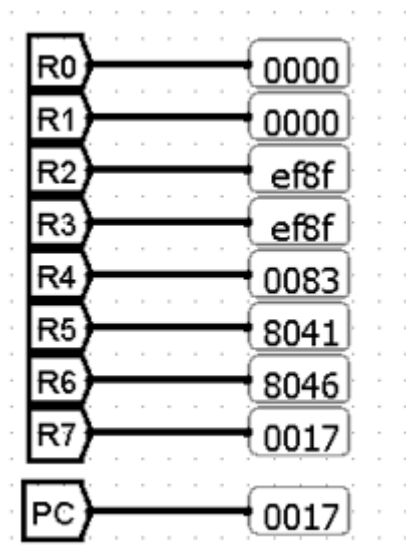 R0 0000
R1 0000
R2 ef8f
R3 ef8f
R4 0083
R5 8041
R6 8046
R7 0017
PC 0017